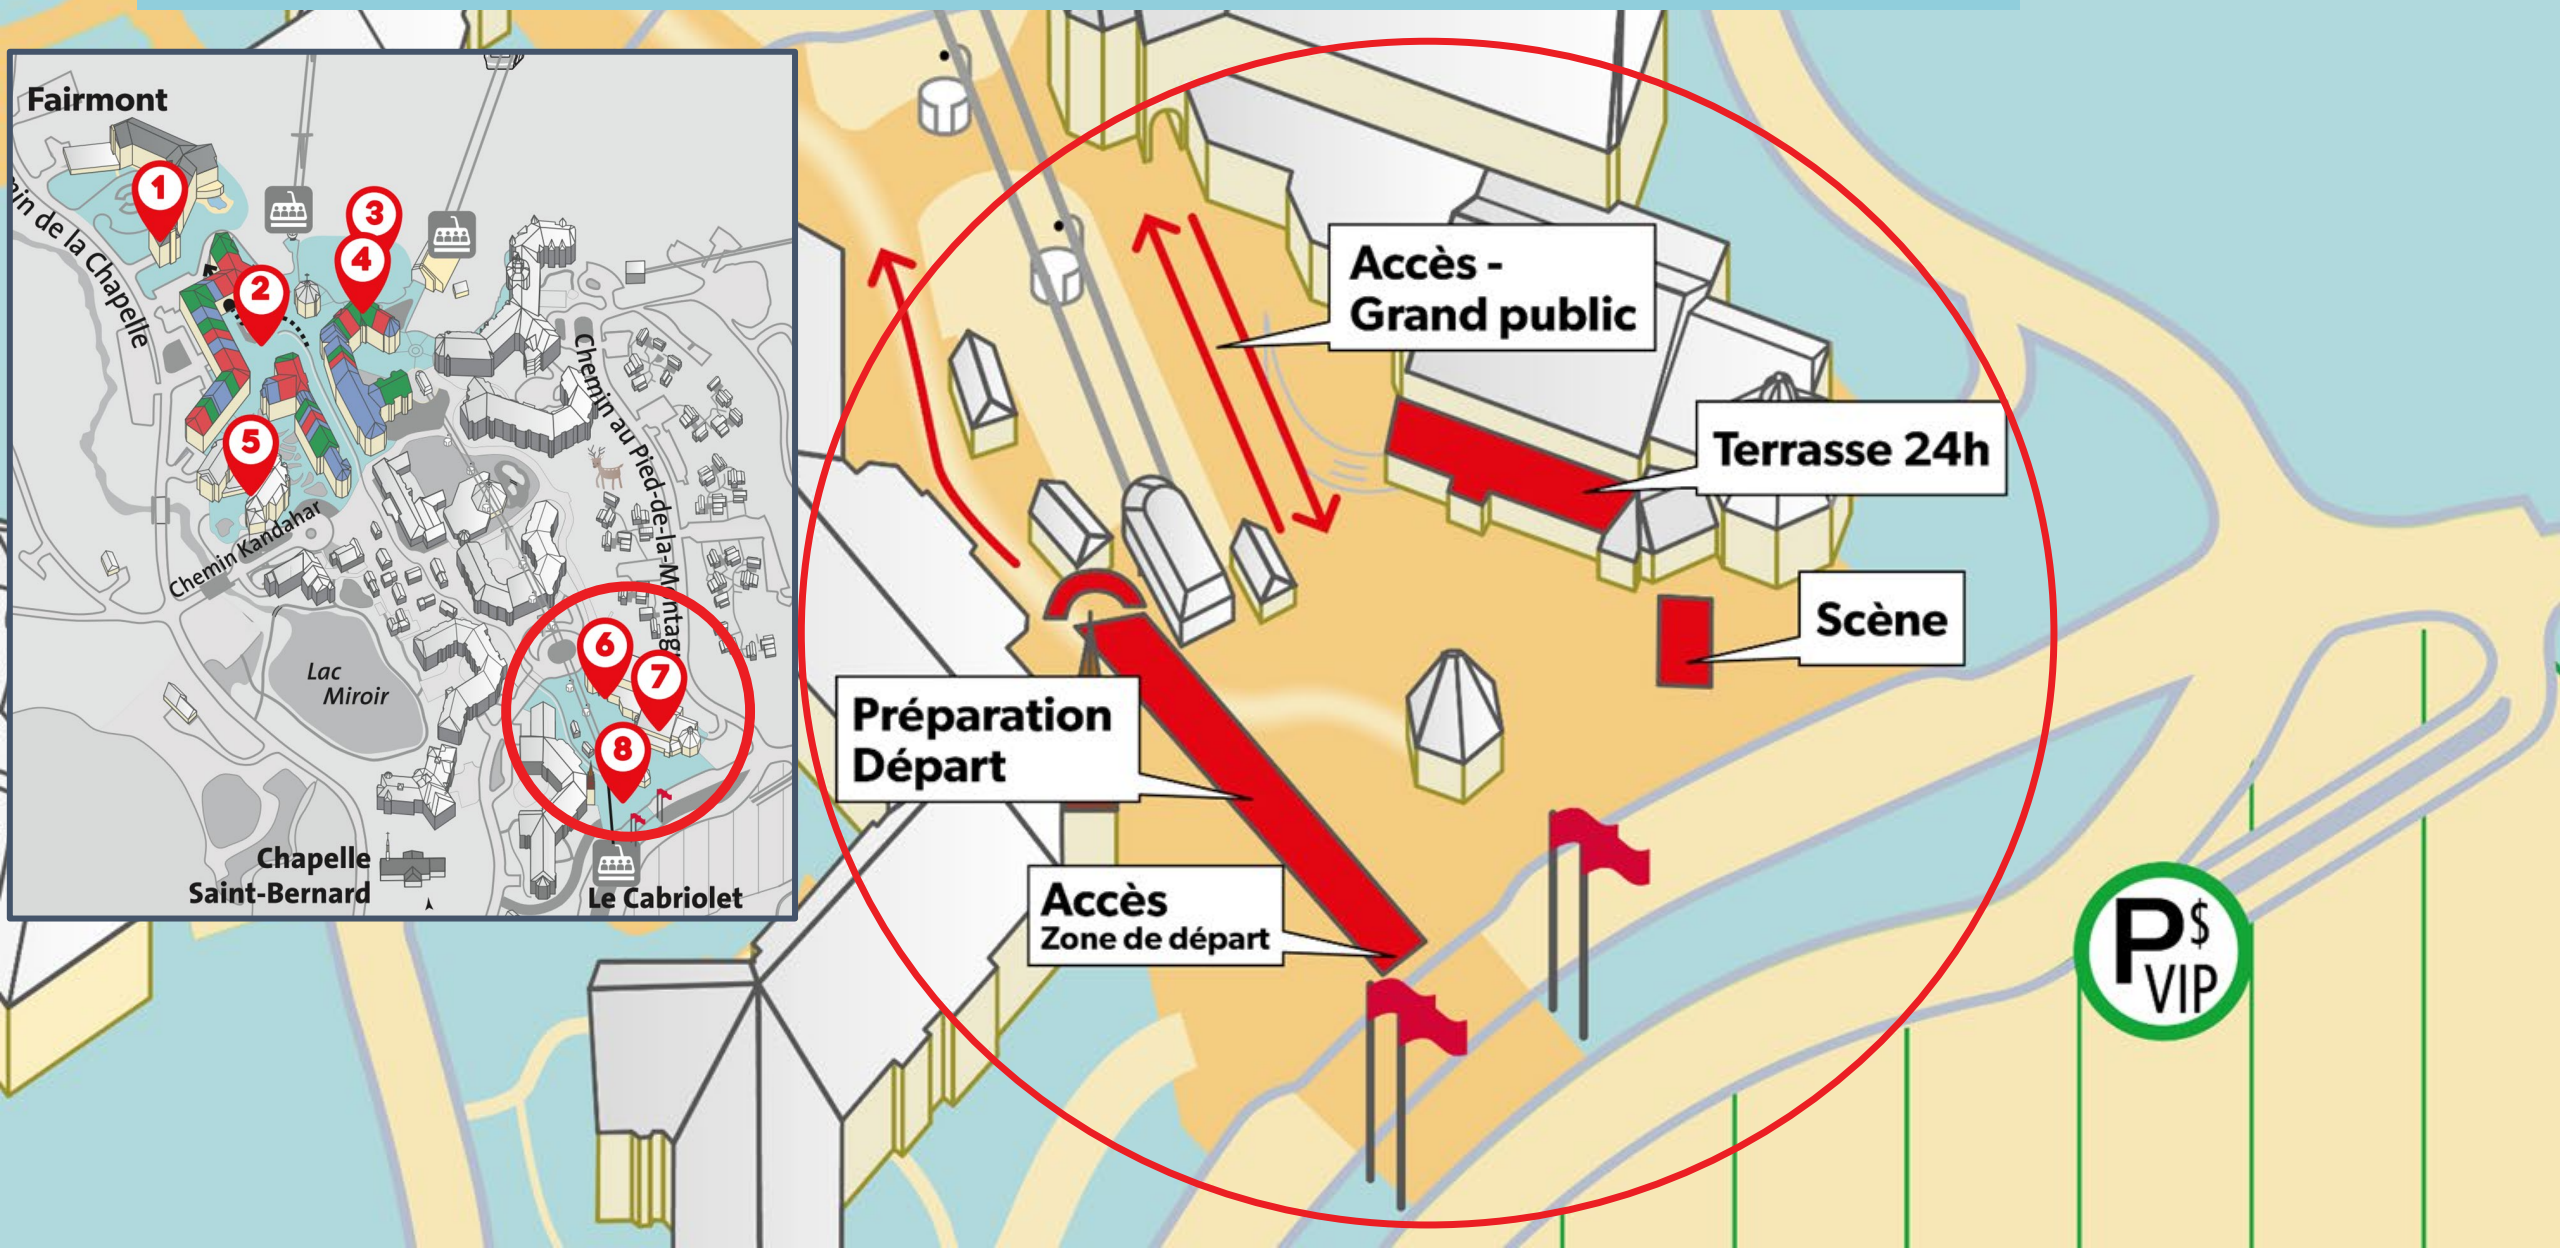 Fairmont
1
3
4
2
5
in de la Chapelle
Chemin au Pied-de-la-Montag
Chemin Kandahar
Lac
Miroir
6
7
8
Chapelle
Saint-Bernard
Le Cabriolet
Accès -
Grand public
Terrasse 24h
Scène
Préparation
Départ
Accès
Zone de départ
P$
VIP